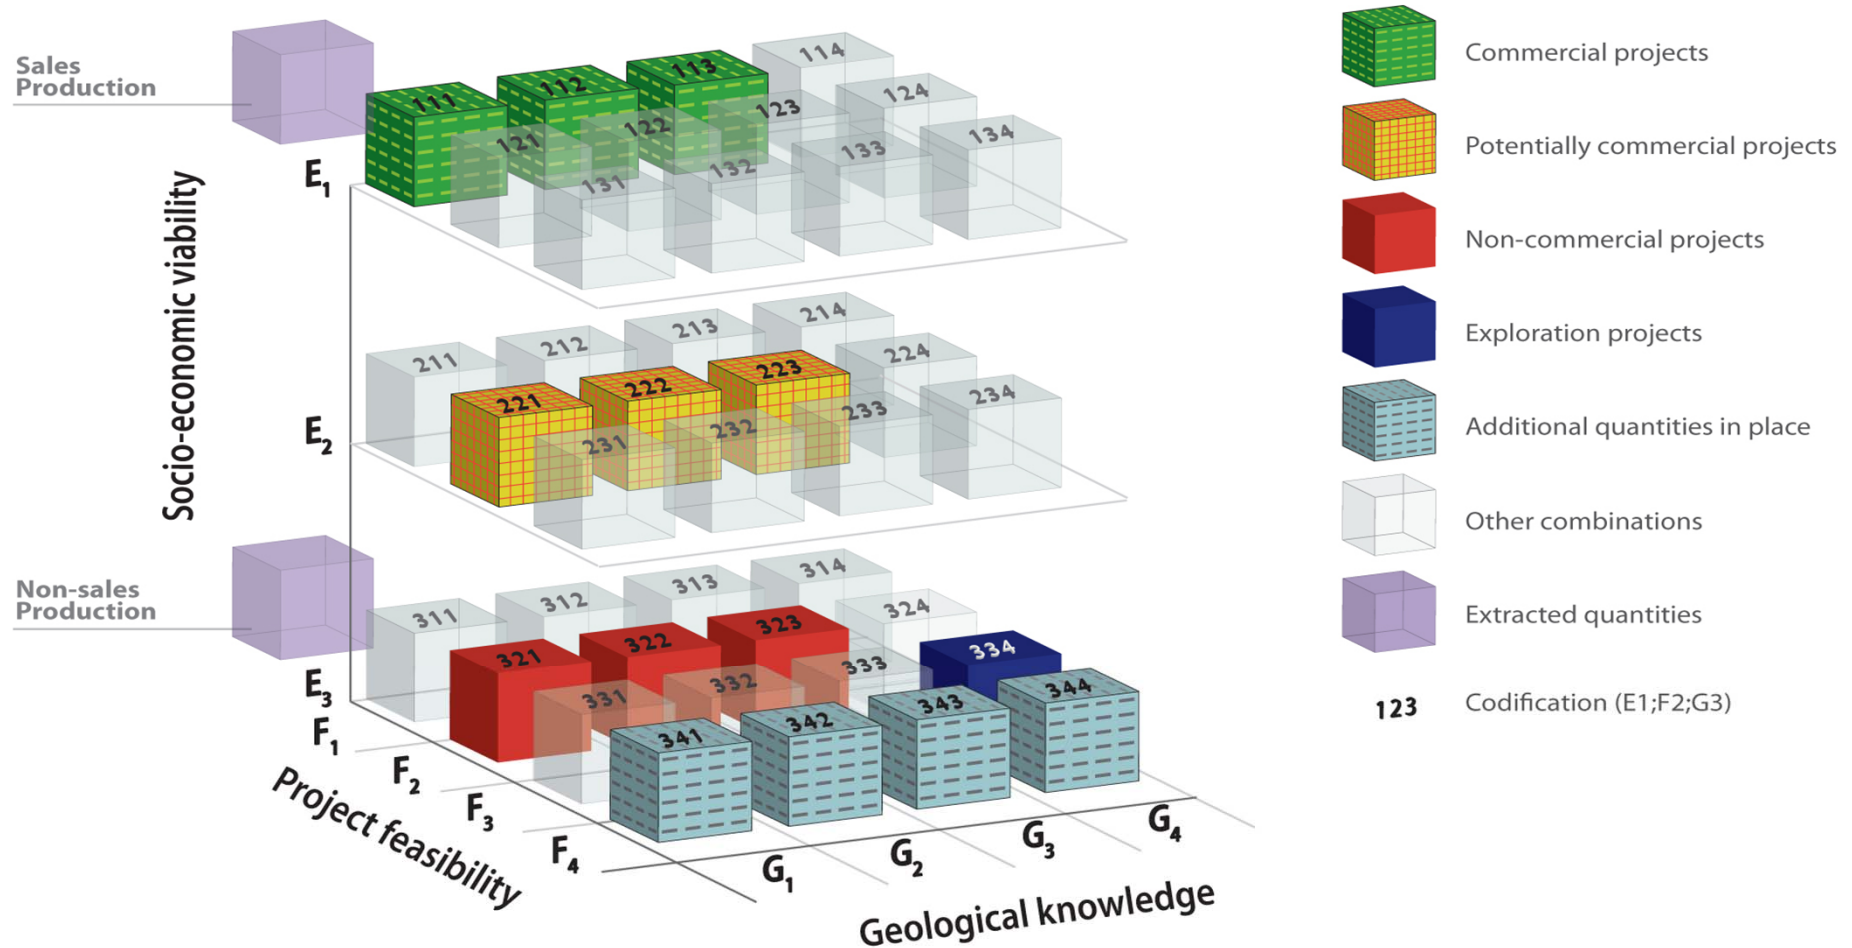 Sales
Production
Socio-economic viability
E1
111
112
113
114
121
122
123
124
131
132
133
134
E2
211
212
213
214
221
222
223
224
231
232
233
234
Non-sales
Production
E3
311
312
313
314
321
322
323
324
331
332
333
334
341
342
343
344
F1
F2
F3
F4
Project feasibility
G1
G2
G3
G4
Geological knowledge
Commercial projects
Potentially commercial projects
Non-commercial projects
Exploration projects
Additional quantities in place
Other combinations
Extracted quantities
123 Codification (E1;F2;G3)